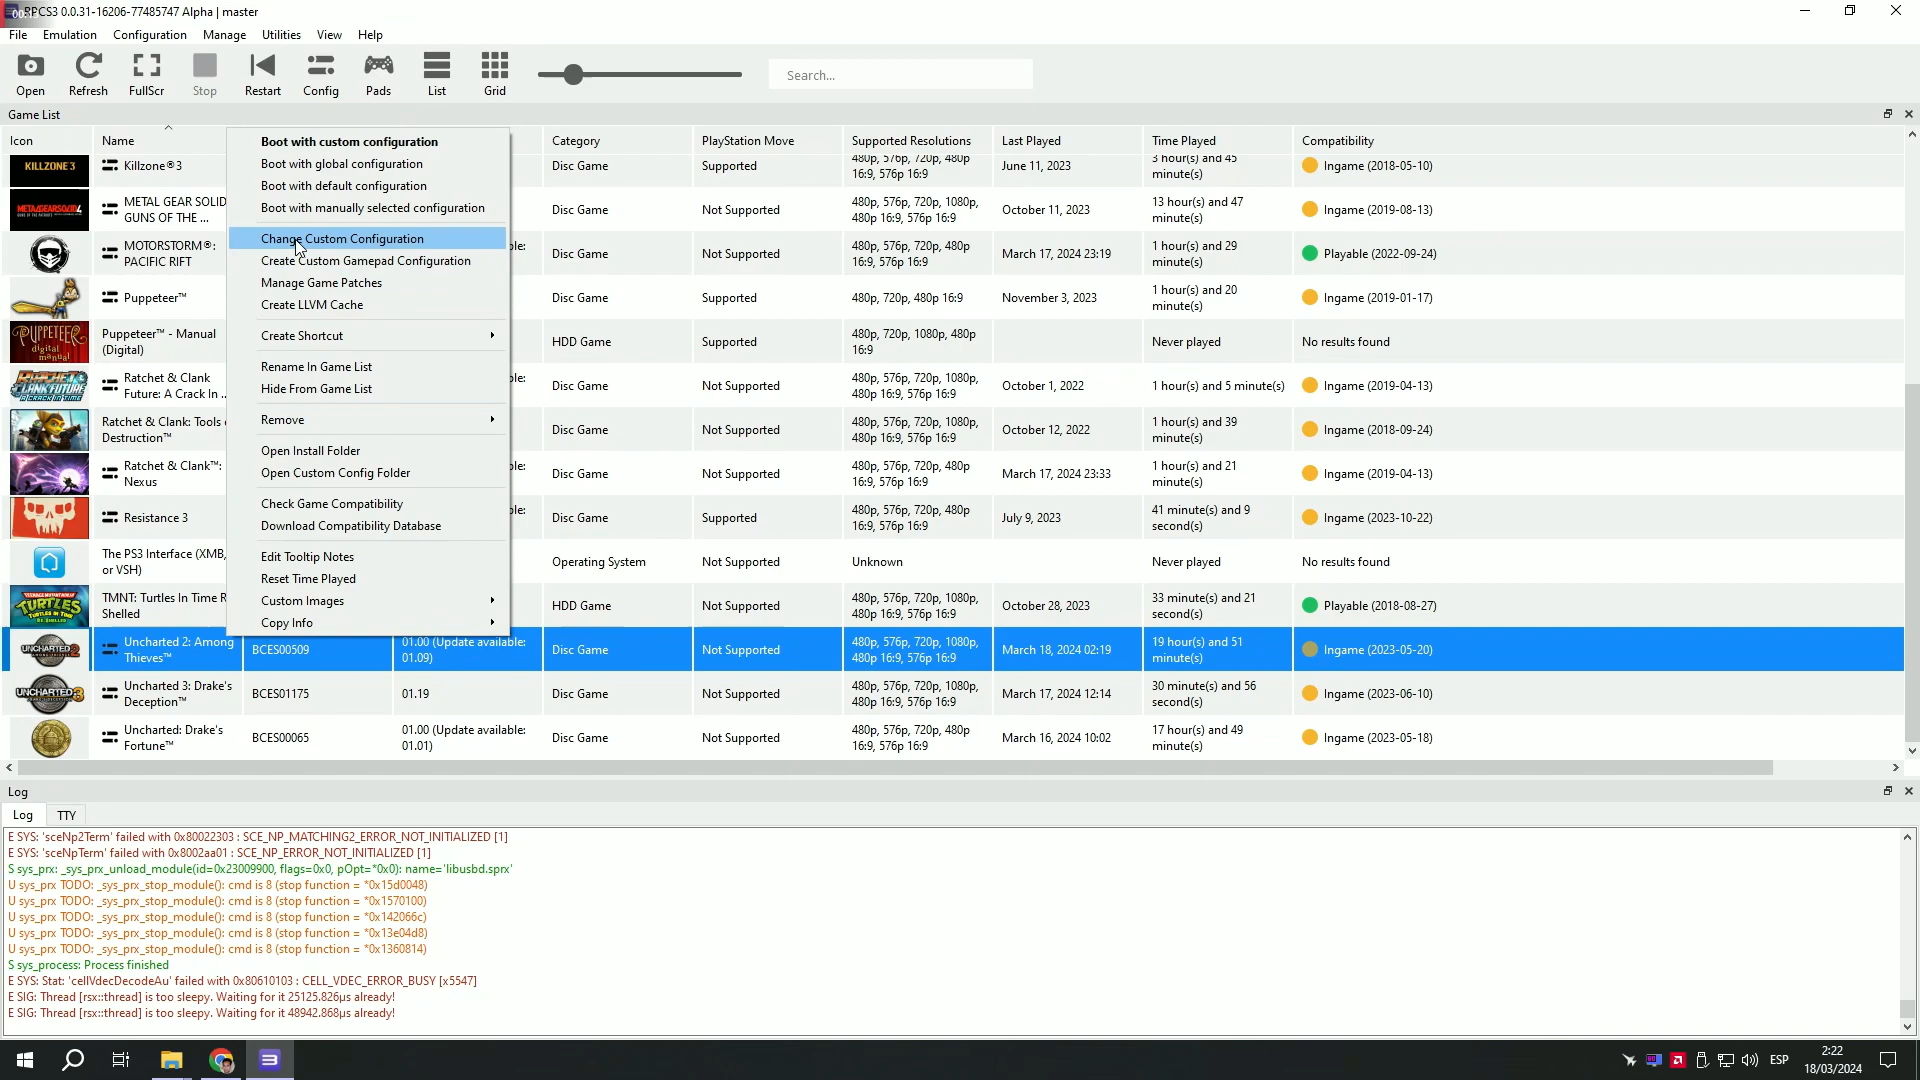 RPCS3 0.0.31-16206-77485747 Alpha | master
File Emulation Configuration Manage Utilities View Help
Open Refresh FullScr Stop Restart Config Pads List Grid Search...
Game List
Icon Name Category PlayStation Move Supported Resolutions Last Played Time Played Compatibility
KILLZONE 3 Killzone®3 Disc Game Supported 480p, 576p, 720p, 480p June 11, 2023 3 hour(s) and 45 Ingame (2018-05-10)
16:9, 576p 16:9 minute(s)
METAL GEAR SOLID Disc Game Not Supported 480p, 576p, 720p, 1080p, October 11, 2023 13 hour(s) and 47 Ingame (2019-08-13)
GUNS OF THE ... 480p 16:9, 576p 16:9 minute(s)
MOTORSTORM®: ble: Disc Game Not Supported 480p, 576p, 720p, 480p March 17, 2024 23:19 1 hour(s) and 29 Playable (2022-09-24)
PACIFIC RIFT 16:9, 576p 16:9 minute(s)
Puppeteer™ Disc Game Supported 480p, 720p, 480p 16:9 November 3, 2023 1 hour(s) and 20 Ingame (2019-01-17)
minute(s)
PUPPETEER digital manual Puppeteer™ - Manual HDD Game Supported 480p, 720p, 1080p, 480p Never played No results found
(Digital) 16:9
Ratchet & Clank ble: Disc Game Not Supported 480p, 576p, 720p, 1080p, October 1, 2022 1 hour(s) and 5 minute(s) Ingame (2019-04-13)
Future: A Crack In ... 480p 16:9, 576p 16:9
Ratchet & Clank: Tools Disc Game Not Supported 480p, 576p, 720p, 1080p, October 12, 2022 1 hour(s) and 39 Ingame (2018-09-24)
Destruction™ 480p 16:9, 576p 16:9 minute(s)
Ratchet & Clank™: ble: Disc Game Not Supported 480p, 576p, 720p, 480p March 17, 2024 23:33 1 hour(s) and 21 Ingame (2019-04-13)
Nexus 16:9, 576p 16:9 minute(s)
Resistance 3 ble: Disc Game Supported 480p, 576p, 720p, 480p July 9, 2023 41 minute(s) and 9 Ingame (2023-10-22)
16:9, 576p 16:9 second(s)
The PS3 Interface (XMB, Operating System Not Supported Unknown Never played No results found
or VSH)
TURTLES TMNT: Turtles In Time R HDD Game Not Supported 480p, 576p, 720p, 1080p, October 28, 2023 33 minute(s) and 21 Playable (2018-08-27)
Shelled 480p 16:9, 576p 16:9 second(s)
UNCHARTED 2 Uncharted 2: Among BCES00509 01.00 (Update available: Disc Game Not Supported 480p, 576p, 720p, 1080p, March 18, 2024 02:19 19 hour(s) and 51 Ingame (2023-05-20)
Thieves™ 01.09) 480p 16:9, 576p 16:9 minute(s)
UNCHARTED 3 Uncharted 3: Drake's BCES01175 01.19 Disc Game Not Supported 480p, 576p, 720p, 1080p, March 17, 2024 12:14 30 minute(s) and 56 Ingame (2023-06-10)
Deception™ 480p 16:9, 576p 16:9 second(s)
Uncharted: Drake's BCES00065 01.00 (Update available: Disc Game Not Supported 480p, 576p, 720p, 480p March 16, 2024 10:02 17 hour(s) and 49 Ingame (2023-05-18)
Fortune™ 01.01) 16:9, 576p 16:9 minute(s)
Boot with custom configuration
Boot with global configuration
Boot with default configuration
Boot with manually selected configuration
Change Custom Configuration
Create Custom Gamepad Configuration
Manage Game Patches
Create LLVM Cache
Create Shortcut
Rename In Game List
Hide From Game List
Remove
Open Install Folder
Open Custom Config Folder
Check Game Compatibility
Download Compatibility Database
Edit Tooltip Notes
Reset Time Played
Custom Images
Copy Info
Log
Log TTY
E SYS: 'sceNp2Term' failed with 0x80022303 : SCE_NP_MATCHING2_ERROR_NOT_INITIALIZED [1]
E SYS: 'sceNpTerm' failed with 0x8002aa01 : SCE_NP_ERROR_NOT_INITIALIZED [1]
S sys_prx: _sys_prx_unload_module(id=0x23009900, flags=0x0, pOpt=*0x0): name='libusbd.sprx'
U sys_prx TODO: _sys_prx_stop_module(): cmd is 8 (stop function = *0x15d0048)
U sys_prx TODO: _sys_prx_stop_module(): cmd is 8 (stop function = *0x1570100)
U sys_prx TODO: _sys_prx_stop_module(): cmd is 8 (stop function = *0x142066c)
U sys_prx TODO: _sys_prx_stop_module(): cmd is 8 (stop function = *0x13e04d8)
U sys_prx TODO: _sys_prx_stop_module(): cmd is 8 (stop function = *0x1360814)
S sys_process: Process finished
E SYS: Stat: 'cellVdecDecodeAu' failed with 0x80610103 : CELL_VDEC_ERROR_BUSY [x5547]
E SIG: Thread [rsx::thread] is too sleepy. Waiting for it 25125.826µs already!
E SIG: Thread [rsx::thread] is too sleepy. Waiting for it 48942.868µs already!
ESP 2:22
18/03/2024